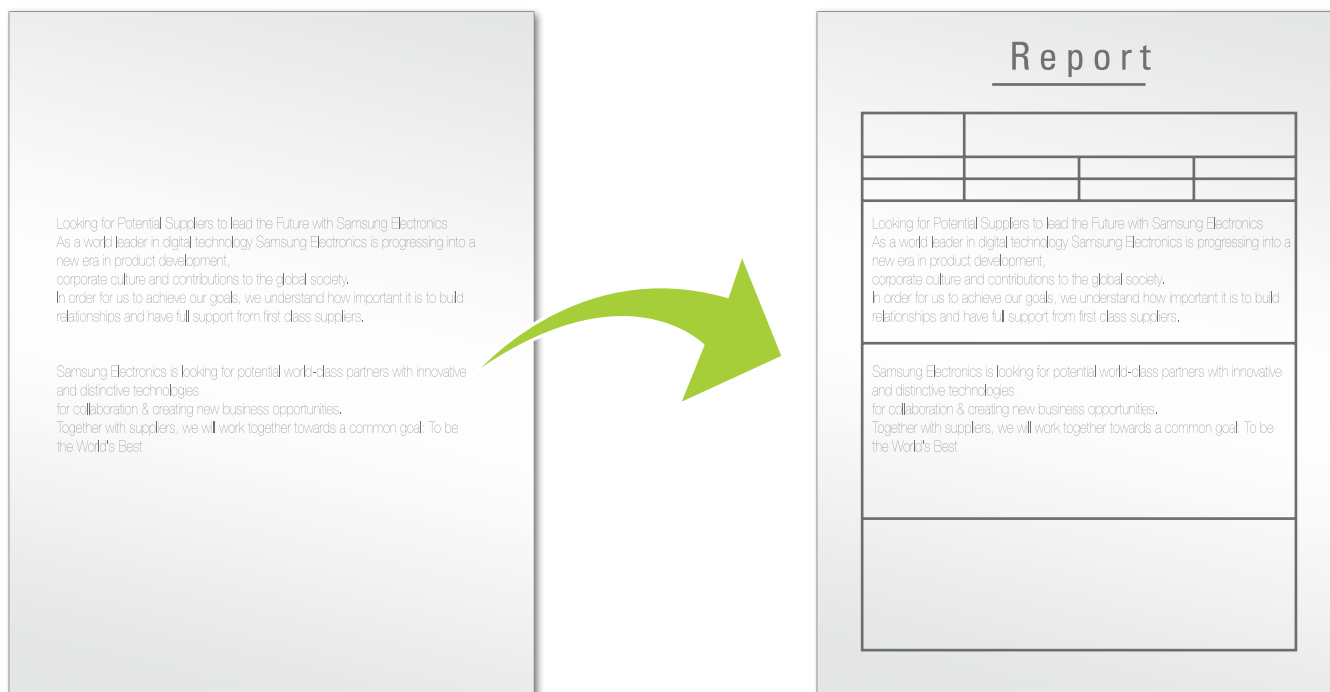 Looking for Potential Suppliers to lead the Future with Samsung Electronics
As a world leader in digital technology Samsung Electronics is progressing into a
new era in product development,
corporate culture and contributions to the global society.
In order for us to achieve our goals, we understand how important it is to build
relationships and have full support from first class suppliers.
Samsung Electronics is looking for potential world-class partners with innovative
and distinctive technologies
for collaboration & creating new business opportunities.
Together with suppliers, we will work together towards a common goal: To be
the World's Best
Report
Looking for Potential Suppliers to lead the Future with Samsung Electronics
As a world leader in digital technology Samsung Electronics is progressing into a
new era in product development,
corporate culture and contributions to the global society.
In order for us to achieve our goals, we understand how important it is to build
relationships and have full support from first class suppliers.
Samsung Electronics is looking for potential world-class partners with innovative
and distinctive technologies
for collaboration & creating new business opportunities.
Together with suppliers, we will work together towards a common goal: To be
the World's Best